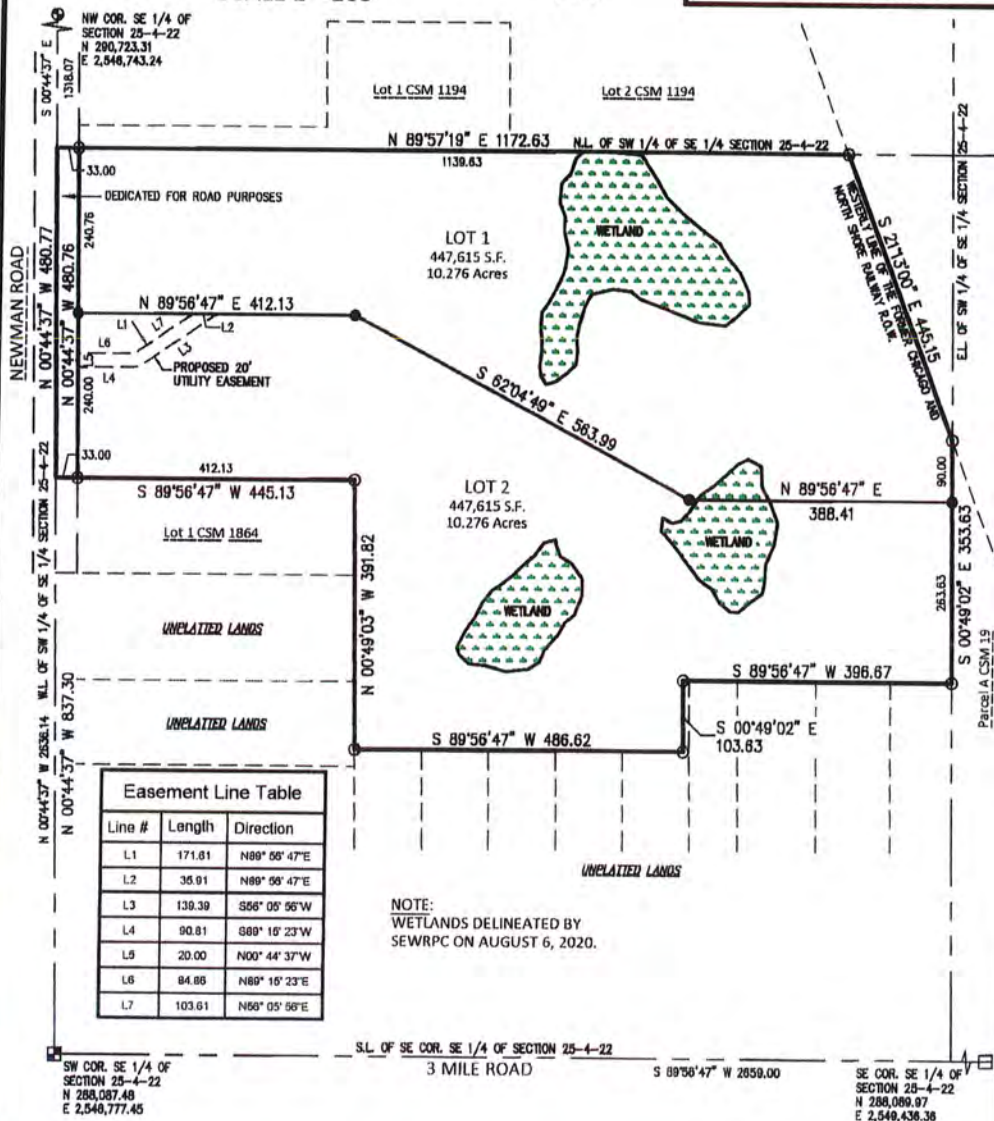 NW COR. SE 1/4 OF
SECTION 25-4-22
N 290,723.31
E 2,548,743.24
S 00°44'37" E
1318.07
Lot 1 CSM 1194
Lot 2 CSM 1194
N 89°57'19" E 1172.63
N.L. OF SW 1/4 OF SE 1/4 SECTION 25-4-22
1139.63
33.00
DEDICATED FOR ROAD PURPOSES
240.76
N 00°44'37" W 480.77
N 00°44'37" W 480.76
NEWMAN ROAD
LOT 1
447,615 S.F.
10.276 Acres
WETLAND
S 21°13'00" E 445.15
WESTERLY LINE OF THE FORMER CHICAGO AND
NORTH SHORE RAILWAY R.O.W.
E.L. OF SW 1/4 OF SE 1/4 SECTION 25-4-22
N 89°56'47" E 412.13
L1
L7
L2
L6
L3
L5
L4
PROPOSED 20'
UTILITY EASEMENT
240.00
S 62°04'49" E 563.99
33.00
412.13
S 89°56'47" W 445.13
90.00
LOT 2
447,615 S.F.
10.276 Acres
N 89°56'47" E
388.41
WETLAND
Lot 1 CSM 1864
N 00°49'03" W 391.82
WETLAND
263.63
S 00°49'02" E 353.63
Parcel A CSM 19
UNPLATTED LANDS
S 89°56'47" W 396.67
UNPLATTED LANDS
S 00°49'02" E
103.63
S 89°56'47" W 486.62
N 00°44'37" W 2636.14 W.L. OF SW 1/4 OF SE 1/4 SECTION 25-4-22
N 00°44'37" W 837.30
Easement Line Table
Line # Length Direction
L1 171.61 N89° 56' 47"E
L2 35.91 N89° 56' 47"E
L3 139.39 S56° 05' 56"W
L4 90.81 S89° 15' 23"W
L5 20.00 N00° 44' 37"W
L6 84.86 N89° 15' 23"E
L7 103.61 N56° 05' 56"E
UNPLATTED LANDS
NOTE:
WETLANDS DELINEATED BY
SEWRPC ON AUGUST 6, 2020.
S.L. OF SE COR. SE 1/4 OF SECTION 25-4-22
3 MILE ROAD
S 89°56'47" W 2659.00
SW COR. SE 1/4 OF
SECTION 25-4-22
N 288,087.48
E 2,548,777.45
SE COR. SE 1/4 OF
SECTION 25-4-22
N 288,089.97
E 2,549,436.36